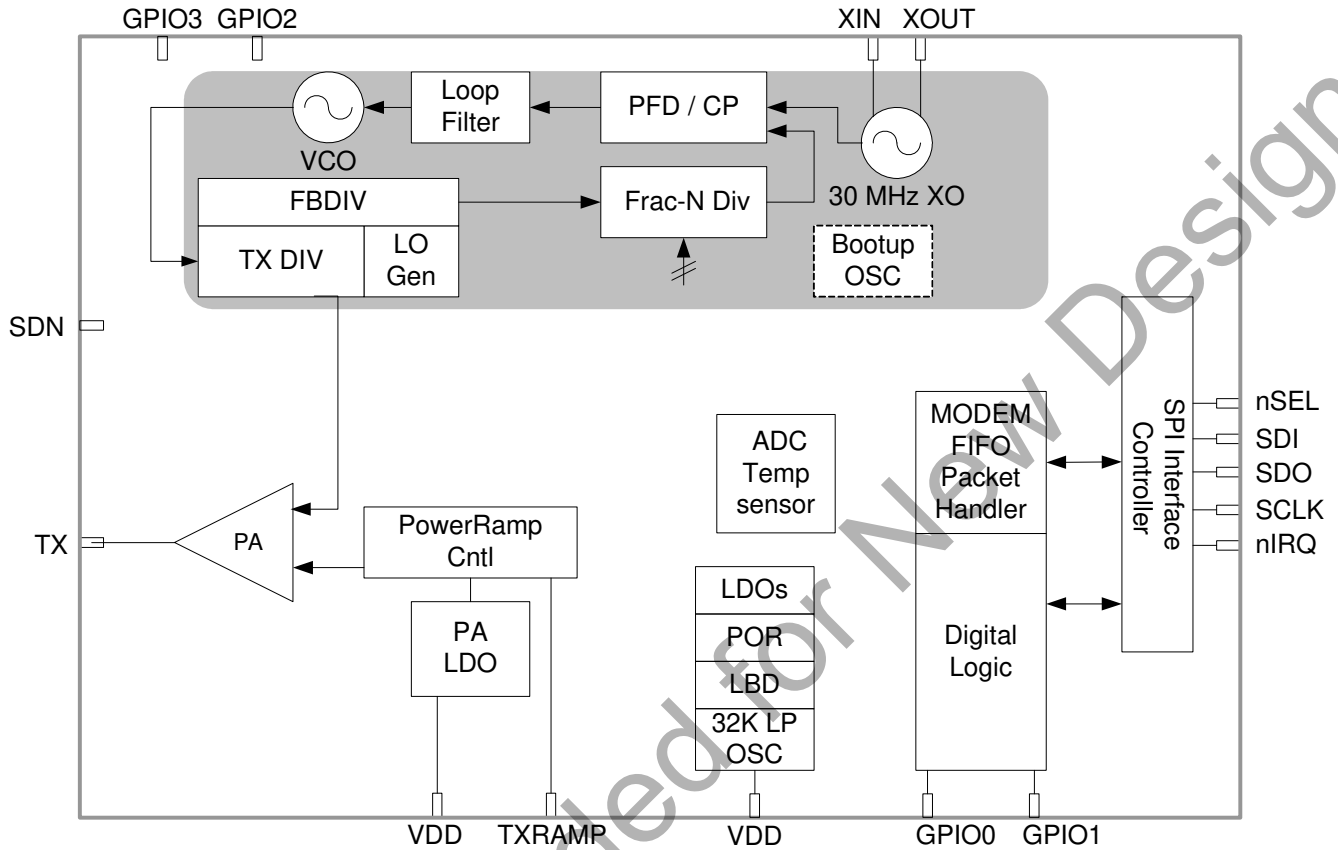 GPIO3 GPIO2
XIN XOUT
Loop
Filter
PFD / CP
VCO
30 MHz XO
FBDIV
Frac-N Div
TX DIV
LO
Gen
Bootup
OSC
SDN
SPI Interface
Controller
nSEL
SDI
SDO
SCLK
nIRQ
MODEM
FIFO
Packet
Handler
ADC
Temp
sensor
TX
PA
PowerRamp
Cntl
PA
LDO
LDOs
POR
LBD
32K LP
OSC
Digital
Logic
VDD
TXRAMP
VDD
GPIO0
GPIO1
for New Design